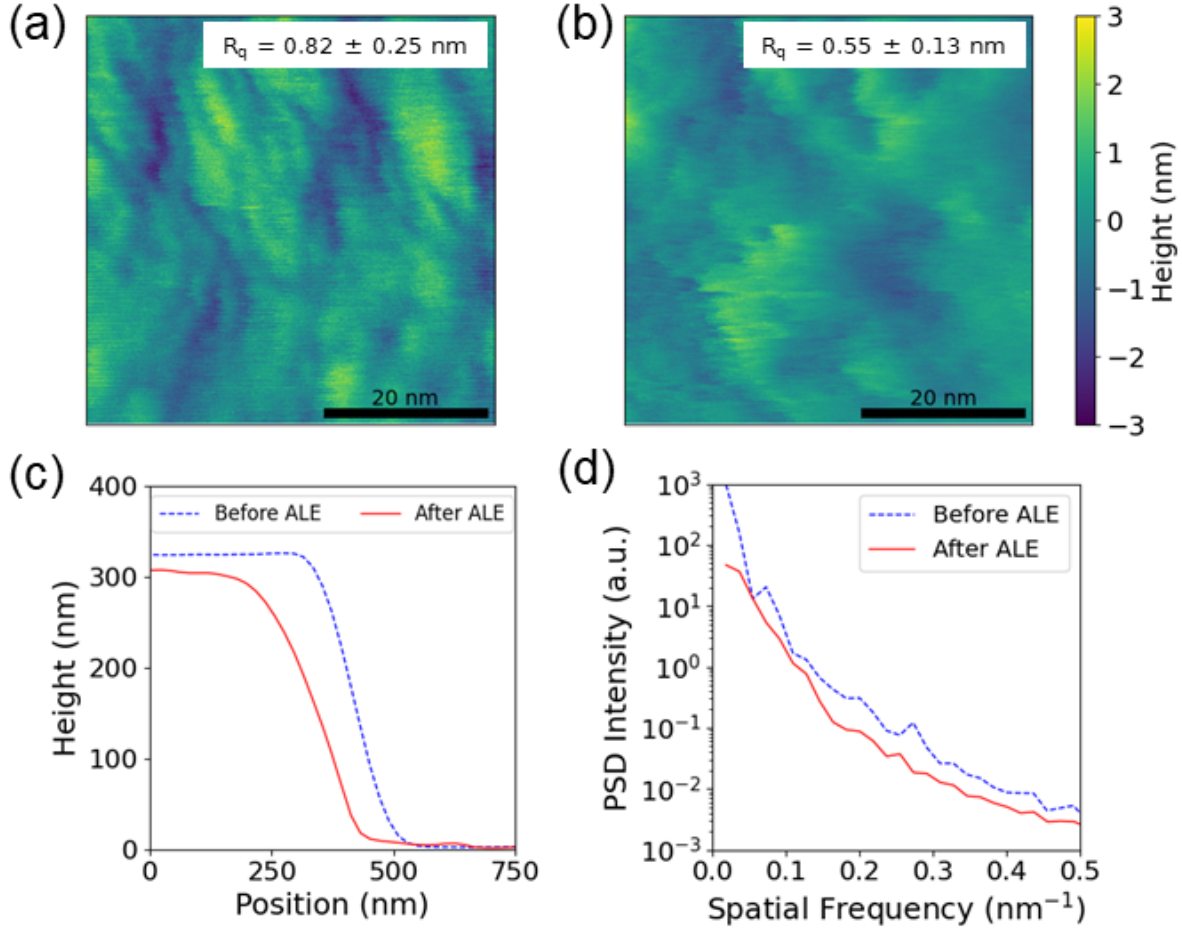 (a)
R_q = 0.82 ± 0.25 nm
20 nm
(b)
R_q = 0.55 ± 0.13 nm
20 nm
3
2
1
0
−1
−2
−3
Height (nm)
(c)
400
300
200
100
0
Height (nm)
Before ALE
After ALE
0 250 500 750
Position (nm)
(d)
10³
10²
10¹
10⁰
10⁻¹
10⁻²
10⁻³
PSD Intensity (a.u.)
Before ALE
After ALE
0.0 0.1 0.2 0.3 0.4 0.5
Spatial Frequency (nm⁻¹)